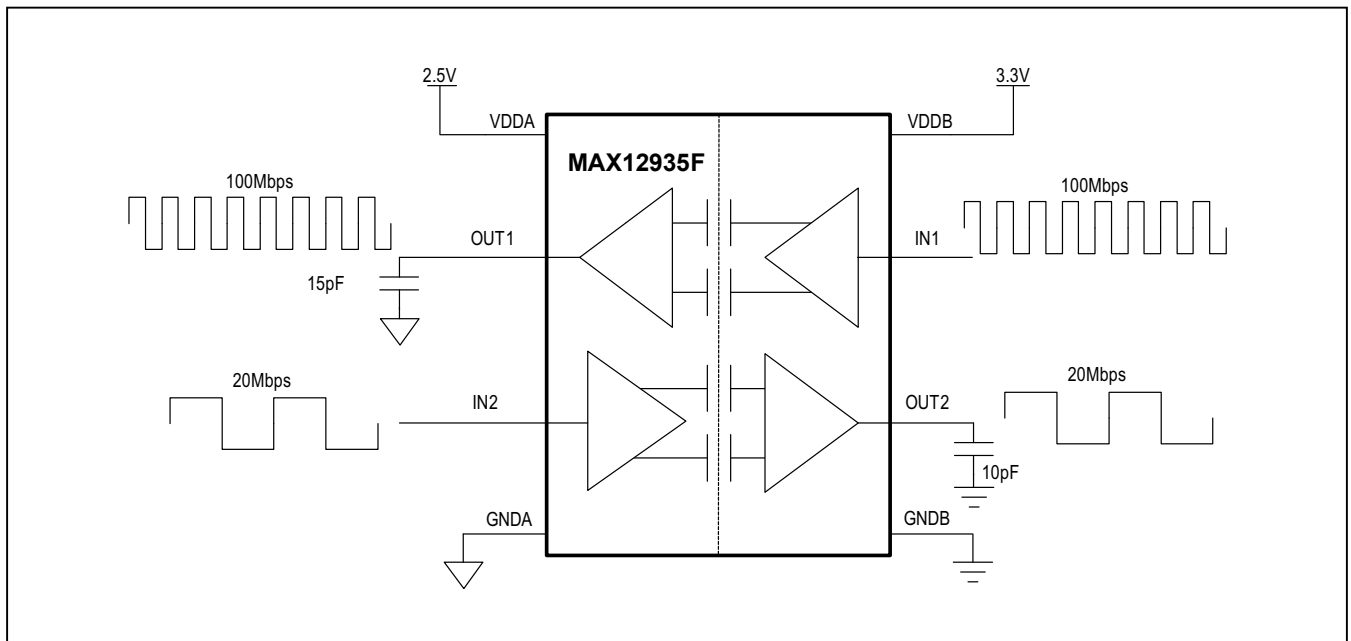 2.5V
3.3V
VDDA
VDDB
MAX12935F
100Mbps
100Mbps
OUT1
IN1
15pF
20Mbps
20Mbps
IN2
OUT2
10pF
GNDA
GNDB